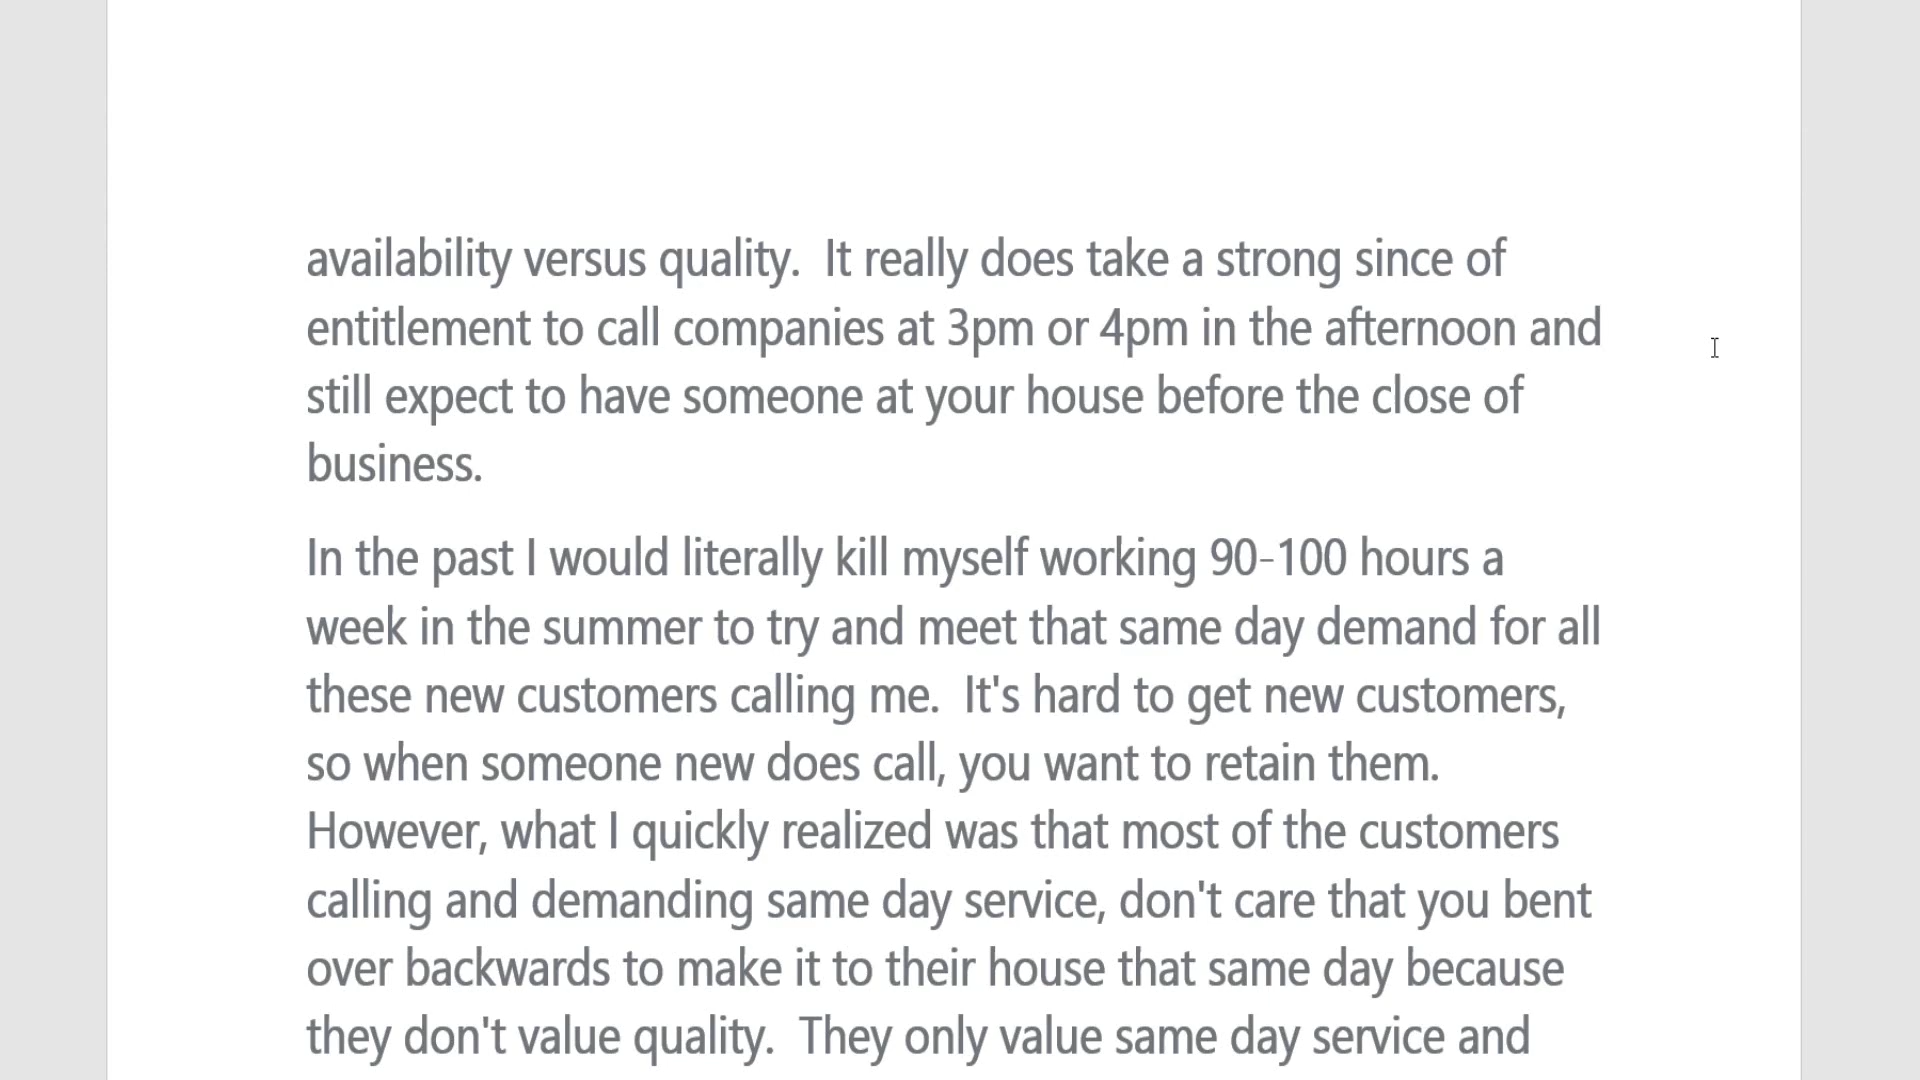 availability versus quality.  It really does take a strong since of
entitlement to call companies at 3pm or 4pm in the afternoon and
still expect to have someone at your house before the close of
business.
In the past I would literally kill myself working 90-100 hours a
week in the summer to try and meet that same day demand for all
these new customers calling me.  It's hard to get new customers,
so when someone new does call, you want to retain them.
However, what I quickly realized was that most of the customers
calling and demanding same day service, don't care that you bent
over backwards to make it to their house that same day because
they don't value quality.  They only value same day service and